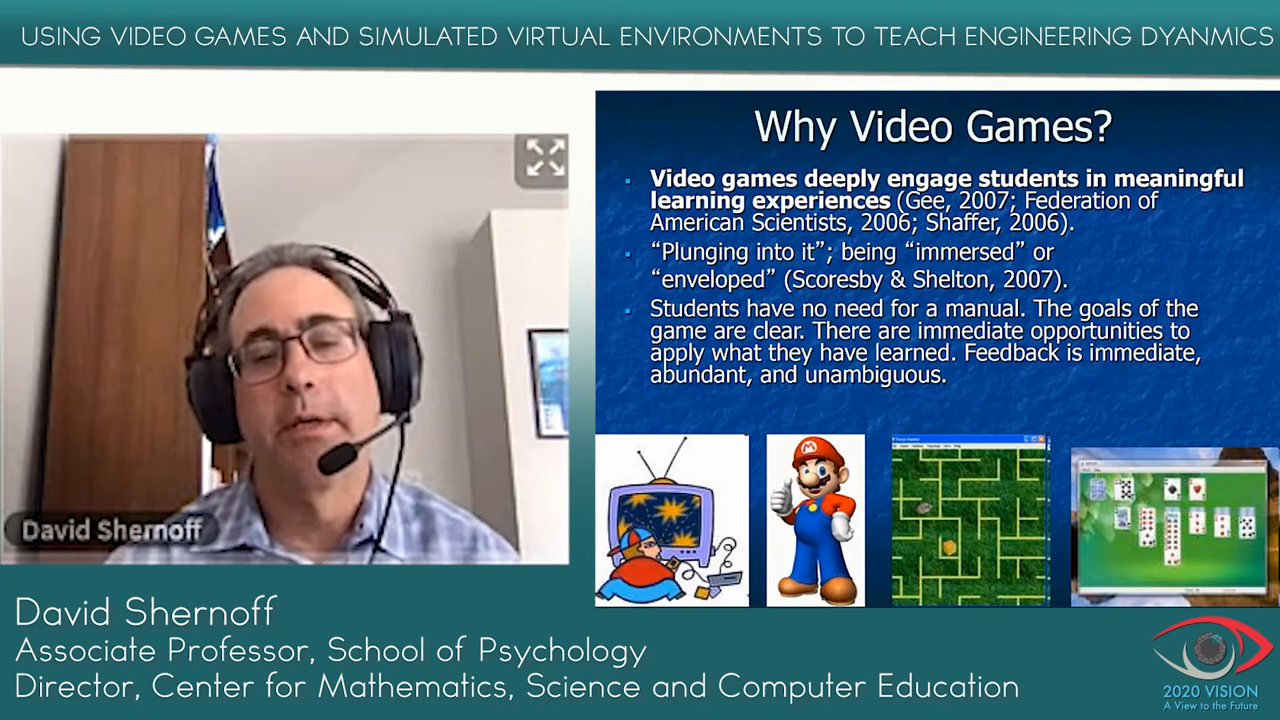 USING VIDEO GAMES AND SIMULATED VIRTUAL ENVIRONMENTS TO TEACH ENGINEERING DYANMICS
Why Video Games?
▪ Video games deeply engage students in meaningful
learning experiences (Gee, 2007; Federation of
American Scientists, 2006; Shaffer, 2006).
▪ “Plunging into it”; being “immersed” or
“enveloped” (Scoresby & Shelton, 2007).
▪ Students have no need for a manual. The goals of the
game are clear. There are immediate opportunities to
apply what they have learned. Feedback is immediate,
abundant, and unambiguous.
M
David Shernoff
David Shernoff
Associate Professor, School of Psychology
Director, Center for Mathematics, Science and Computer Education
2020 VISION
A View to the Future